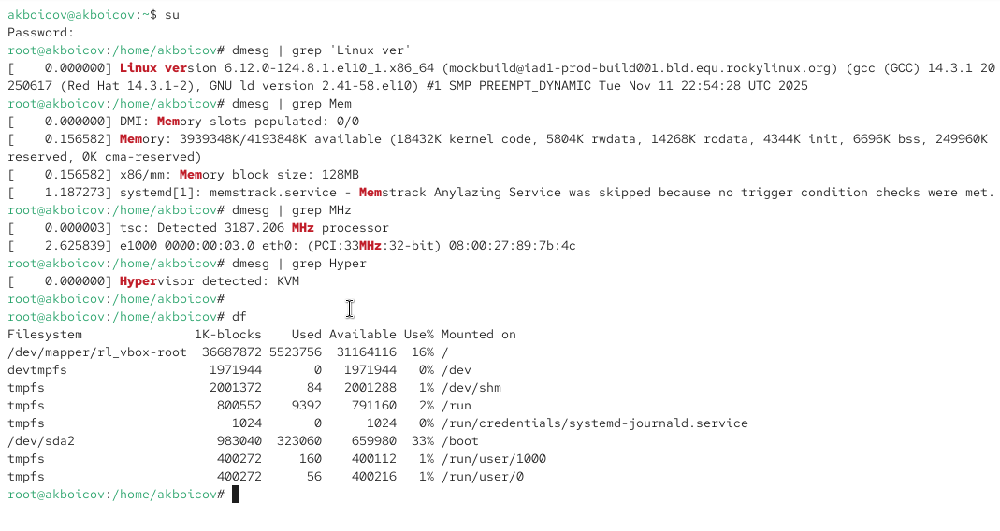 akboicov@akboicov:~$ su
Password:
root@akboicov:/home/akboicov# dmesg | grep 'Linux ver'
[    0.000000] Linux version 6.12.0-124.8.1.el10_1.x86_64 (mockbuild@iad1-prod-build001.bld.equ.rockylinux.org) (gcc (GCC) 14.3.1 20
250617 (Red Hat 14.3.1-2), GNU ld version 2.41-58.el10) #1 SMP PREEMPT_DYNAMIC Tue Nov 11 22:54:28 UTC 2025
root@akboicov:/home/akboicov# dmesg | grep Mem
[    0.000000] DMI: Memory slots populated: 0/0
[    0.156582] Memory: 3939348K/4193848K available (18432K kernel code, 5804K rwdata, 14268K rodata, 4344K init, 6696K bss, 249960K
reserved, 0K cma-reserved)
[    0.156582] x86/mm: Memory block size: 128MB
[    1.187273] systemd[1]: memstrack.service - Memstrack Anylazing Service was skipped because no trigger condition checks were met.
root@akboicov:/home/akboicov# dmesg | grep MHz
[    0.000003] tsc: Detected 3187.206 MHz processor
[    2.625839] e1000 0000:00:03.0 eth0: (PCI:33MHz:32-bit) 08:00:27:89:7b:4c
root@akboicov:/home/akboicov# dmesg | grep Hyper
[    0.000000] Hypervisor detected: KVM
root@akboicov:/home/akboicov#
root@akboicov:/home/akboicov# df
Filesystem               1K-blocks    Used Available Use% Mounted on
/dev/mapper/rl_vbox-root  36687872 5523756  31164116  16% /
devtmpfs                   1971944       0   1971944   0% /dev
tmpfs                      2001372      84   2001288   1% /dev/shm
tmpfs                       800552    9392    791160   2% /run
tmpfs                         1024       0      1024   0% /run/credentials/systemd-journald.service
/dev/sda2                   983040  323060    659980  33% /boot
tmpfs                       400272     160    400112   1% /run/user/1000
tmpfs                       400272      56    400216   1% /run/user/0
root@akboicov:/home/akboicov#